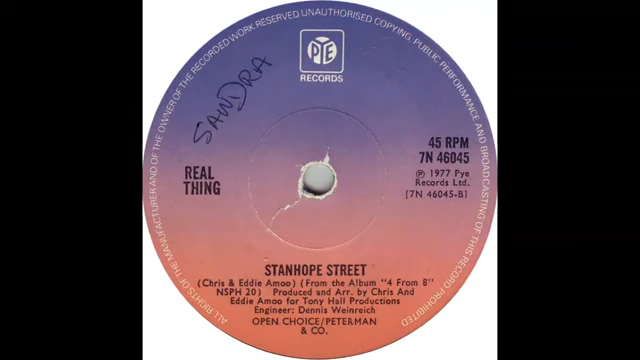 ALL RIGHTS OF THE MANUFACTURER AND OF THE OWNER OF THE RECORDED WORK RESERVED UNAUTHORISED COPYING, PUBLIC PERFORMANCE AND BROADCASTING OF THIS RECORD PROHIBITED
PYE
RECORDS
SANDRA
45 RPM
7N 46045
REAL
THING
℗ 1977 Pye
Records Ltd.
[7N 46045-B]
STANHOPE STREET
(Chris & Eddie Amoo) (From the Album "4 From 8"
NSPH 20) Produced and Arr. by Chris And
Eddie Amoo for Tony Hall Productions
Engineer: Dennis Weinreich
OPEN CHOICE/PETERMAN
& CO.